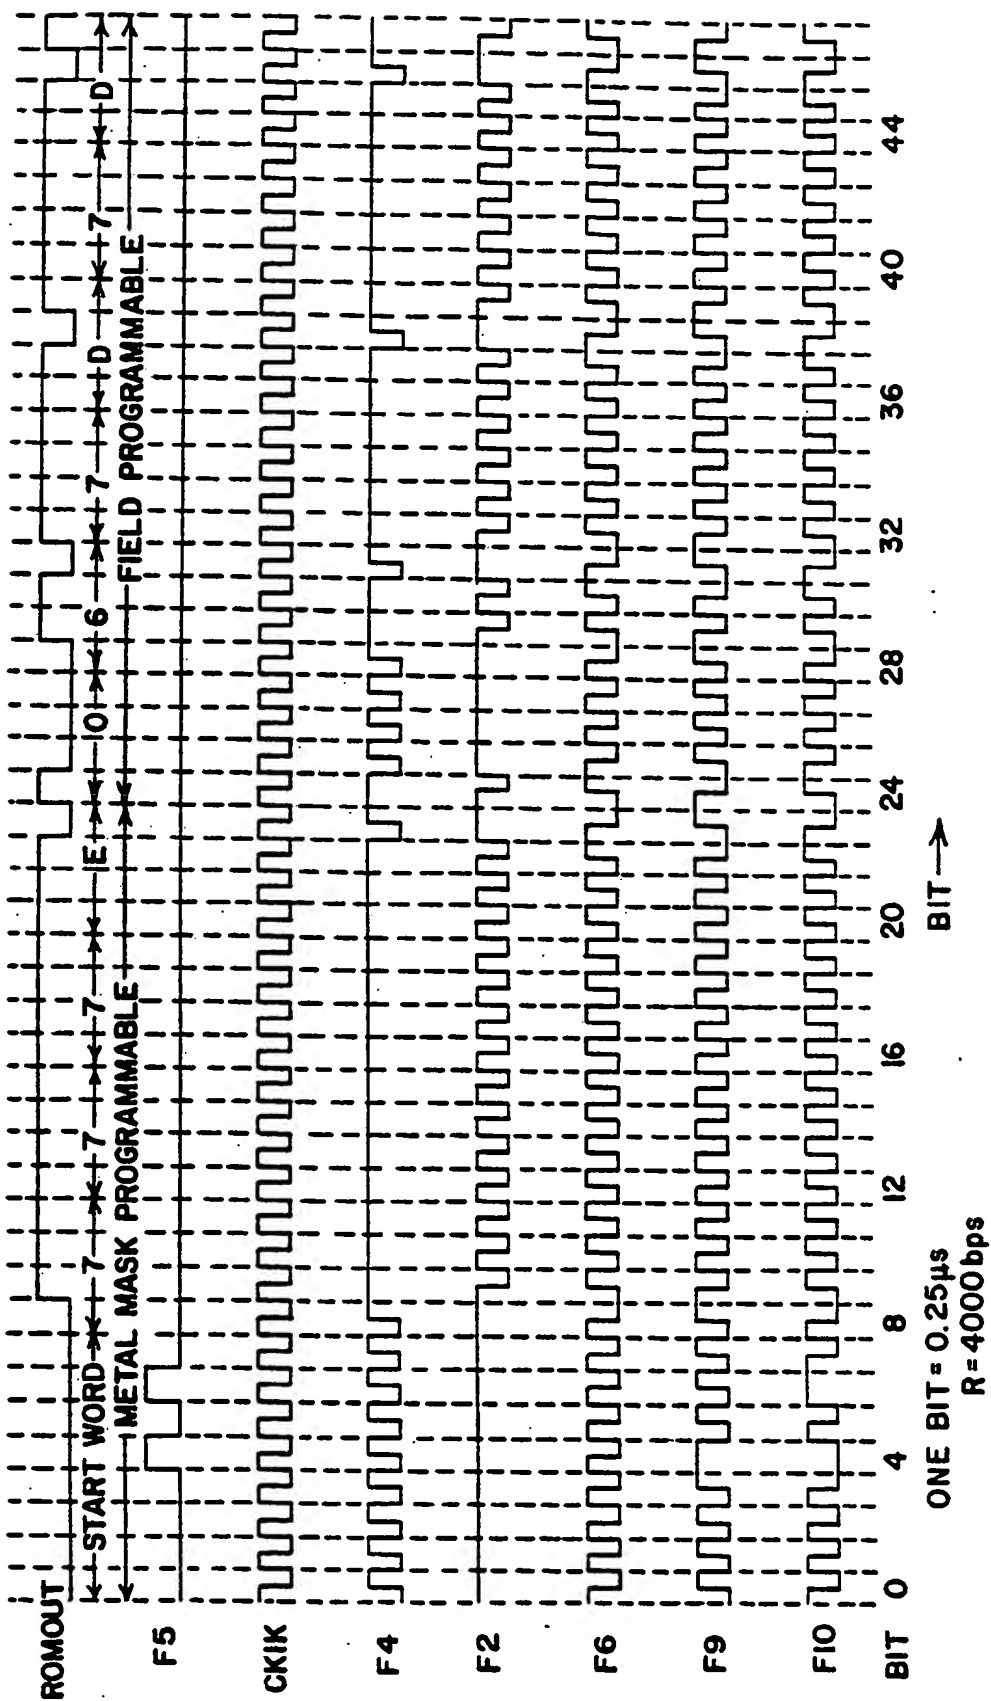 ROMOUT
START WORD 7 7 7 E 0 6 7 D 7 D
METAL MASK PROGRAMMABLE FIELD PROGRAMMABLE
F5
CK1K
F4
F2
F6
F9
F10
BIT 0 4 8 12 16 20 24 28 32 36 40 44
BIT
ONE BIT = 0.25µs
R = 4000bps